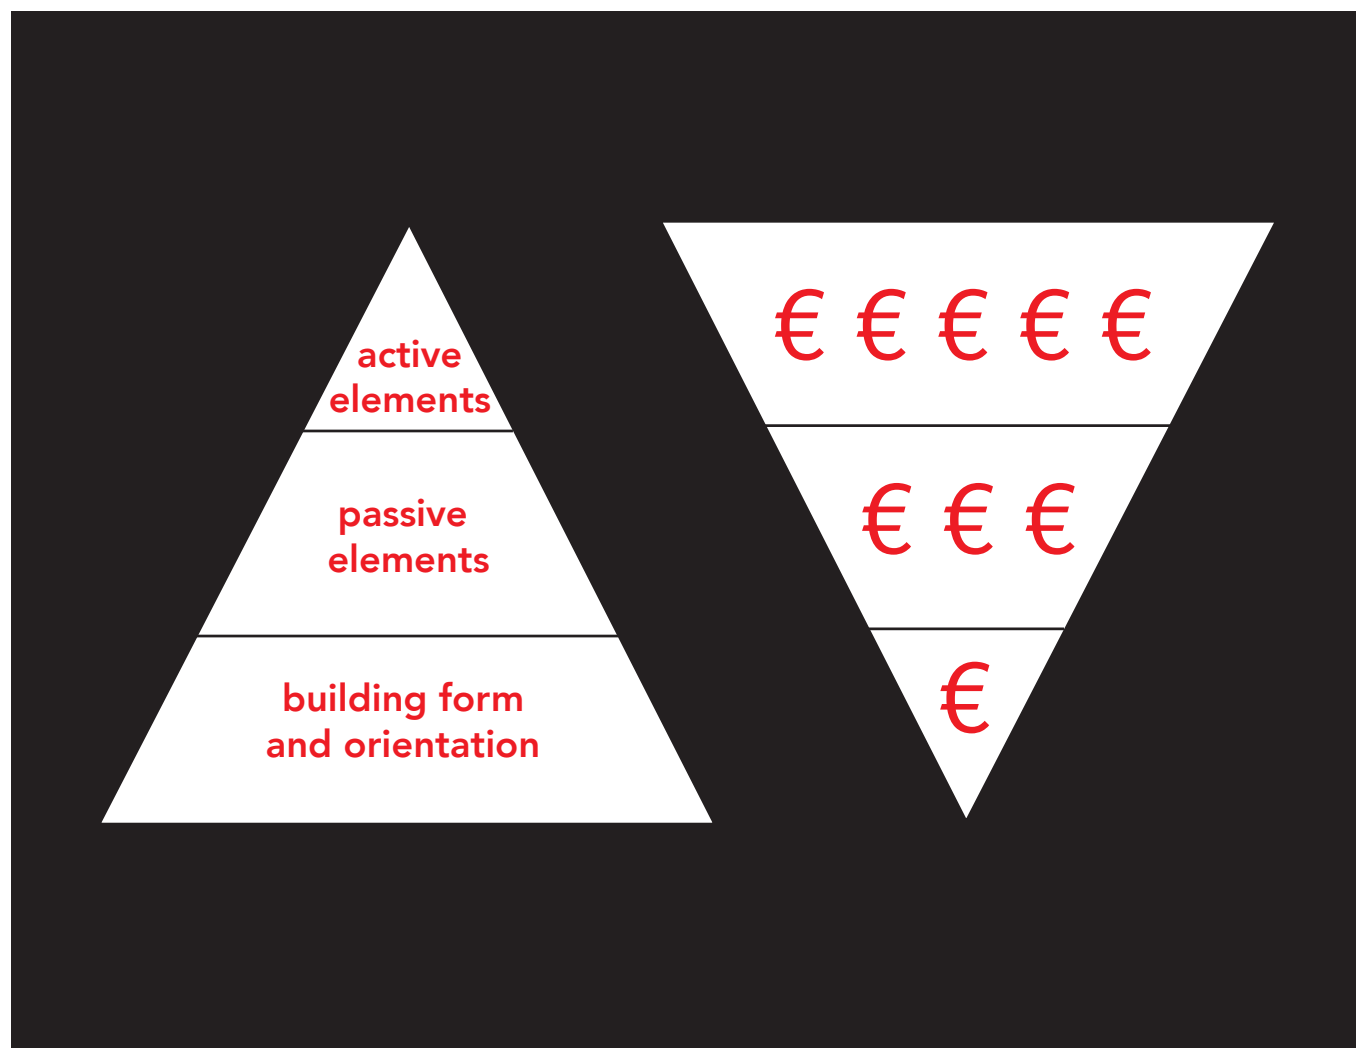 active
elements
passive
elements
building form
and orientation
€ € € € €
€ € €
€